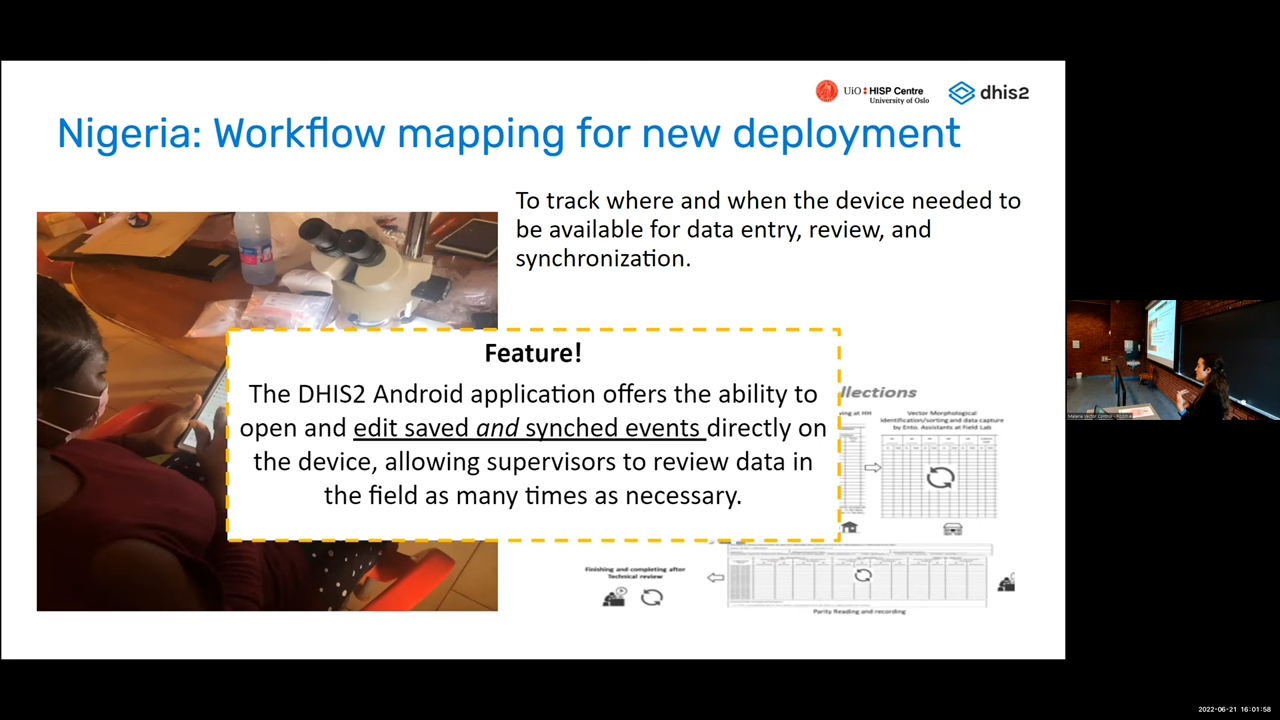 UiO HISP Centre
University of Oslo
dhis2
Nigeria: Workflow mapping for new deployment
To track where and when the device needed to
be available for data entry, review, and
synchronization.
Feature!
The DHIS2 Android application offers the ability to
open and edit saved and synched events directly on
the device, allowing supervisors to review data in
the field as many times as necessary.
llections
ing at HH
Vector Morphological
identification/sorting and data capture
by Ento. Assistants at Field Lab
Finishing and completing after
Technical review
Parity Reading and recording
2022-06-21 16:01:58